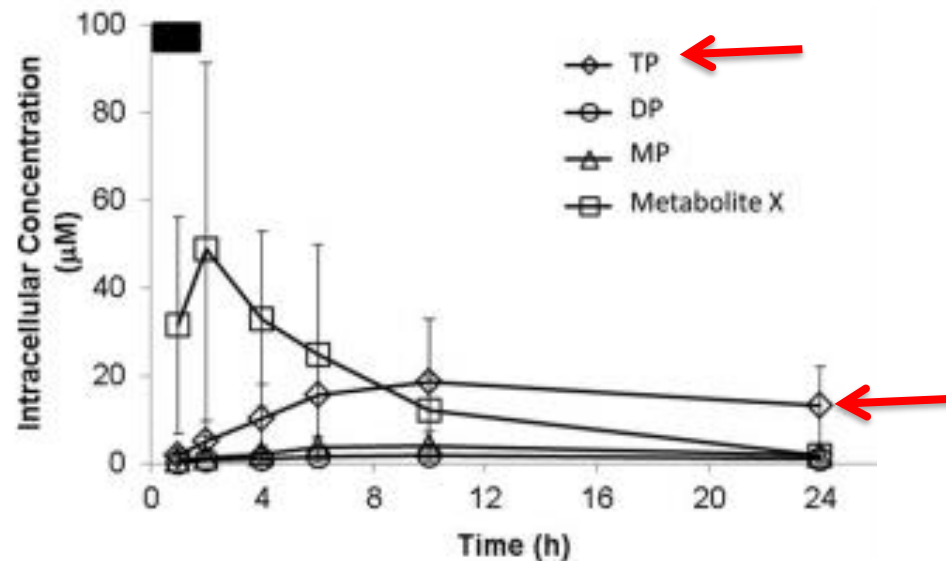 100
80
60
40
20
0
Intracellular Concentration
(µM)
TP
DP
MP
Metabolite X
0 4 8 12 16 20 24
Time (h)